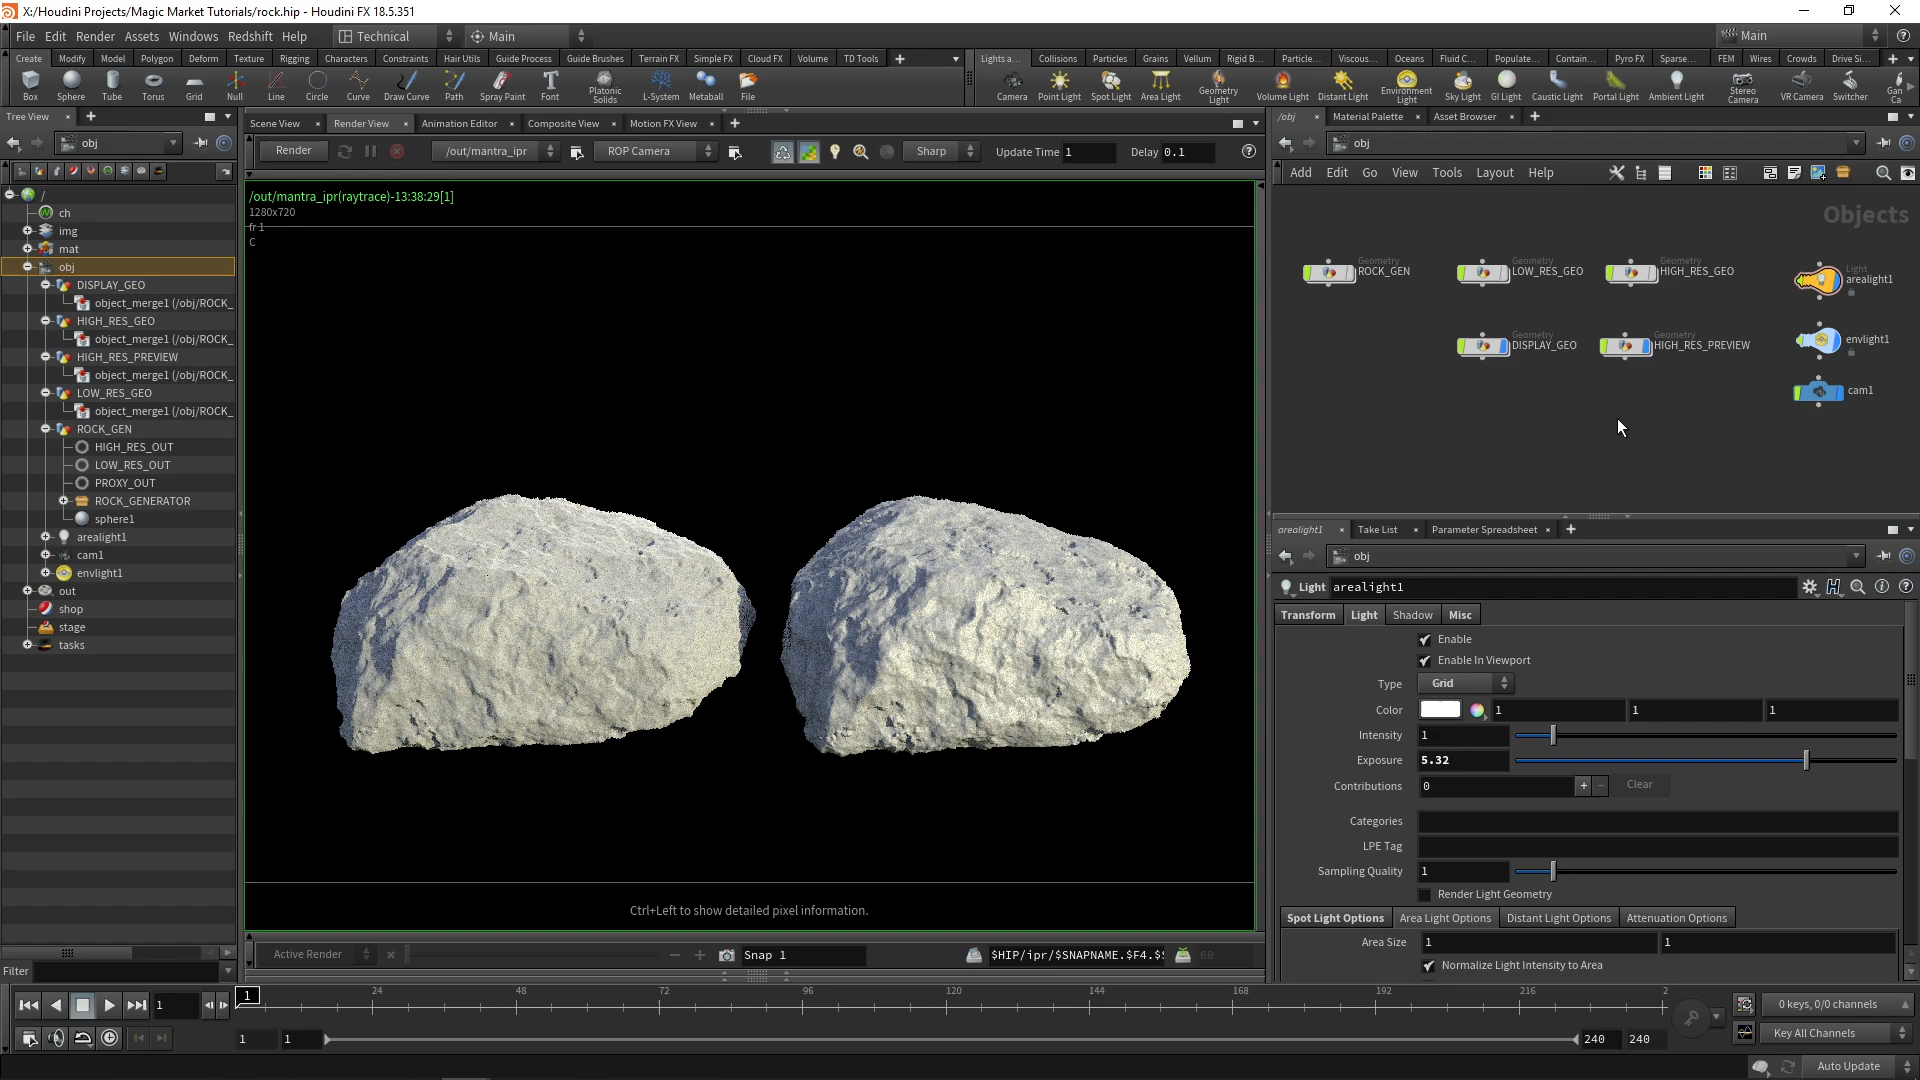 X:/Houdini Projects/Magic Market Tutorials/rock.hip - Houdini FX 18.5.351
File Edit Render Assets Windows Redshift Help Technical Main Main
Create Modify Model Polygon Deform Texture Rigging Characters Constraints Hair Utils Guide Process Guide Brushes Terrain FX Simple FX Cloud FX Volume TD Tools
Lights a... Collisions Particles Grains Vellum Rigid B... Particle... Viscous... Oceans Fluid C... Populate... Contain... Pyro FX Sparse... FEM Wires Crowds Drive Si...
Box Sphere Tube Torus Grid Null Line Circle Curve Draw Curve Path Spray Paint Font Platonic Solids L-System Metaball File
Camera Point Light Spot Light Area Light Geometry Light Volume Light Distant Light Environment Light Sky Light GI Light Caustic Light Portal Light Ambient Light Stereo Camera VR Camera Switcher Gan Ca
Tree View
obj
/
ch
img
mat
obj
DISPLAY_GEO
object_merge1 (/obj/ROCK_
HIGH_RES_GEO
object_merge1 (/obj/ROCK_
HIGH_RES_PREVIEW
object_merge1 (/obj/ROCK_
LOW_RES_GEO
object_merge1 (/obj/ROCK_
ROCK_GEN
HIGH_RES_OUT
LOW_RES_OUT
PROXY_OUT
ROCK_GENERATOR
sphere1
arealight1
cam1
envlight1
out
shop
stage
tasks
Filter
Scene View Render View Animation Editor Composite View Motion FX View
Render /out/mantra_ipr ROP Camera Sharp Update Time 1 Delay 0.1
/out/mantra_ipr(raytrace)-13:38:29[1]
1280x720
fr 1
C
Ctrl+Left to show detailed pixel information.
Active Render Snap 1 $HIP/ipr/$SNAPNAME.$F4.$ 60
/obj Material Palette Asset Browser
obj
Add Edit Go View Tools Layout Help
Objects
Geometry
ROCK_GEN
Geometry
LOW_RES_GEO
Geometry
HIGH_RES_GEO
Light
arealight1
Geometry
DISPLAY_GEO
Geometry
HIGH_RES_PREVIEW
envlight1
cam1
arealight1 Take List Parameter Spreadsheet
obj
Light arealight1
Transform Light Shadow Misc
Enable
Enable In Viewport
Type Grid
Color 1 1 1
Intensity 1
Exposure 5.32
Contributions 0 + - Clear
Categories
LPE Tag
Sampling Quality 1
Render Light Geometry
Spot Light Options Area Light Options Distant Light Options Attenuation Options
Area Size 1 1
Normalize Light Intensity to Area
1 1 24 48 72 96 120 144 168 192 216 2
0 keys, 0/0 channels
1 1 240 240
Key All Channels
Auto Update